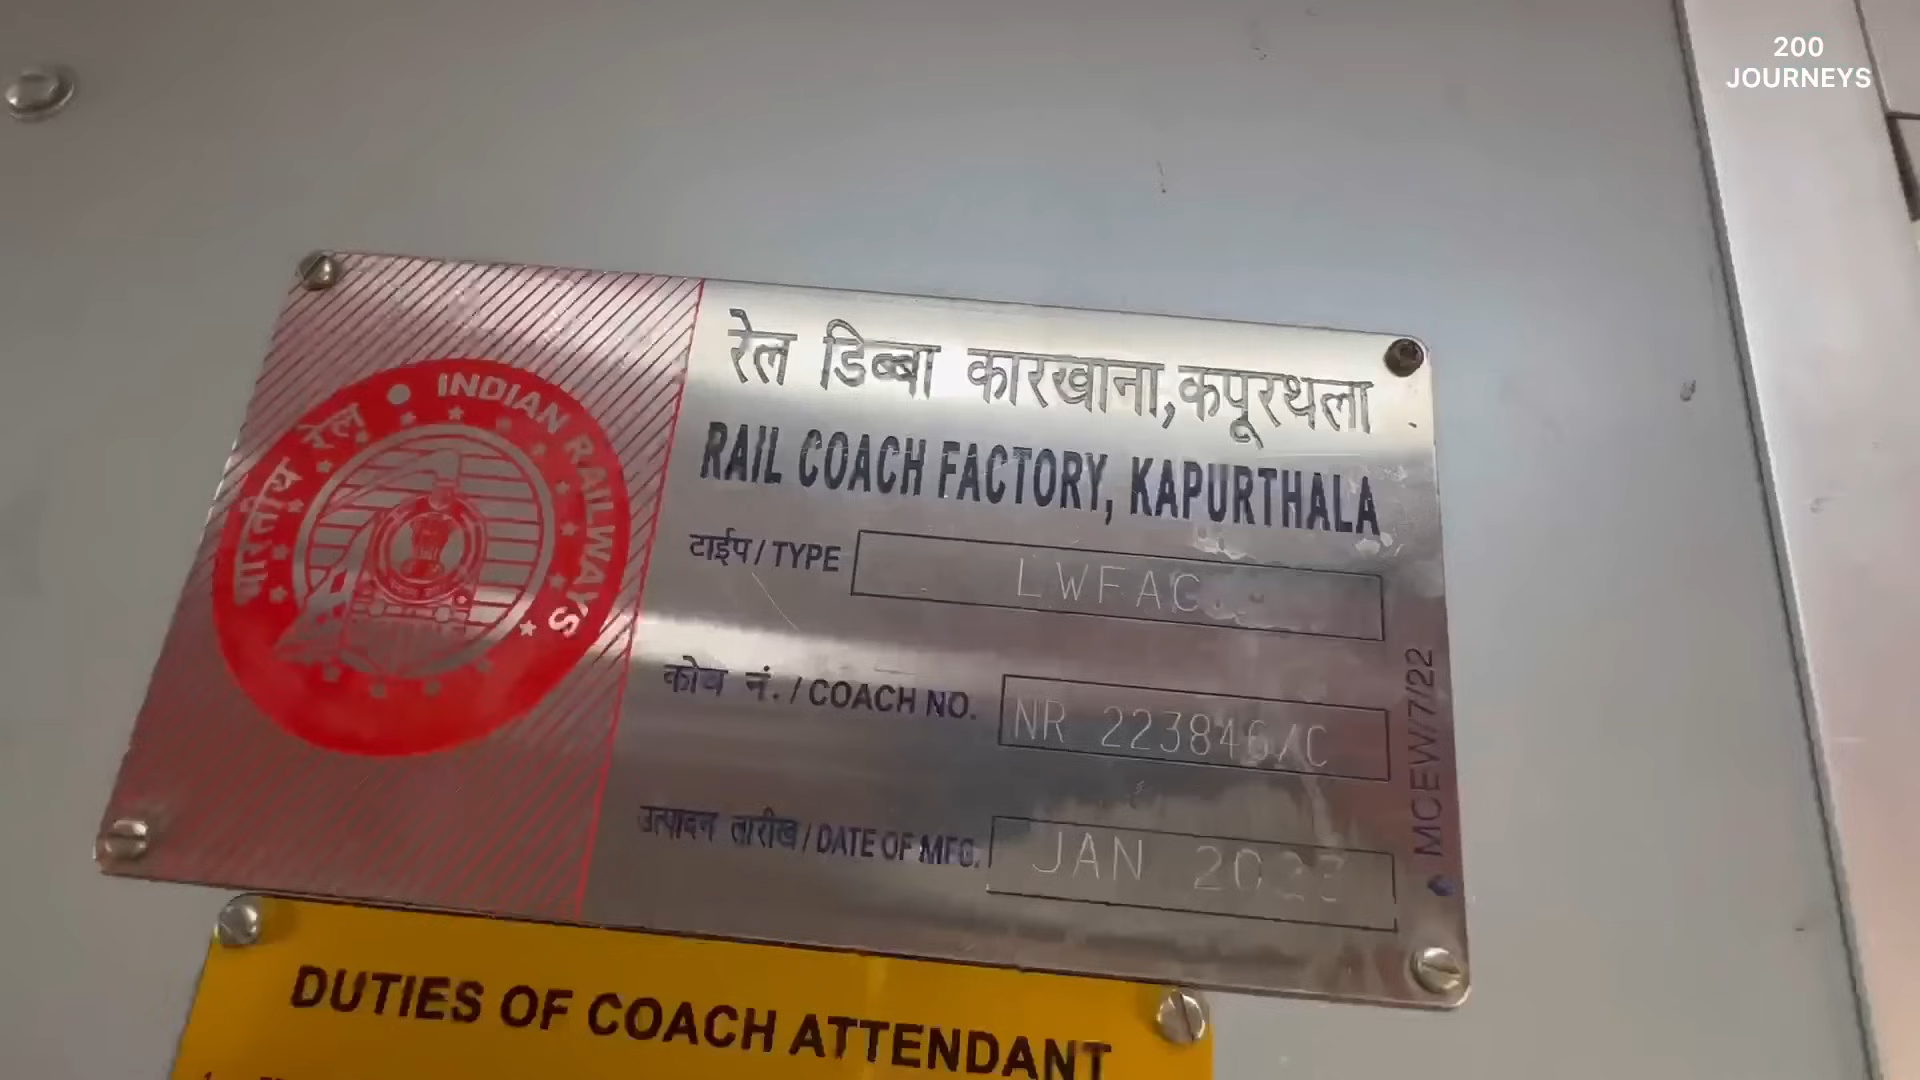 200
JOURNEYS
भारतीय रेल
INDIAN RAILWAYS
रेल डिब्बा कारखाना,कपूरथला
RAIL COACH FACTORY, KAPURTHALA
टाईप / TYPE LWFAC
कोच नं. / COACH NO. NR 223846/C
उत्पादन तारीख / DATE OF MFG. JAN 2023
MCEW/7/22
DUTIES OF COACH ATTENDANT